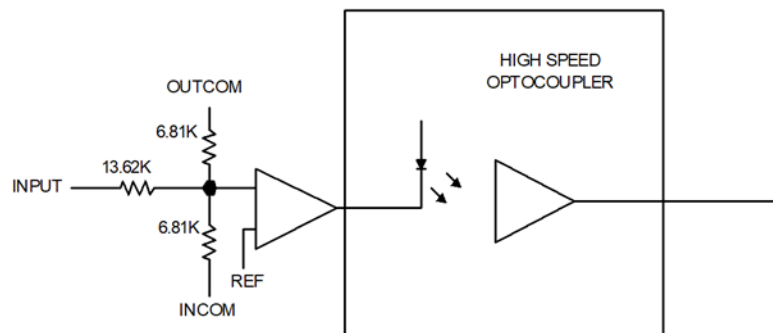 HIGH SPEED
OPTOCOUPLER
OUTCOM
6.81K
13.62K
INPUT
6.81K
REF
INCOM